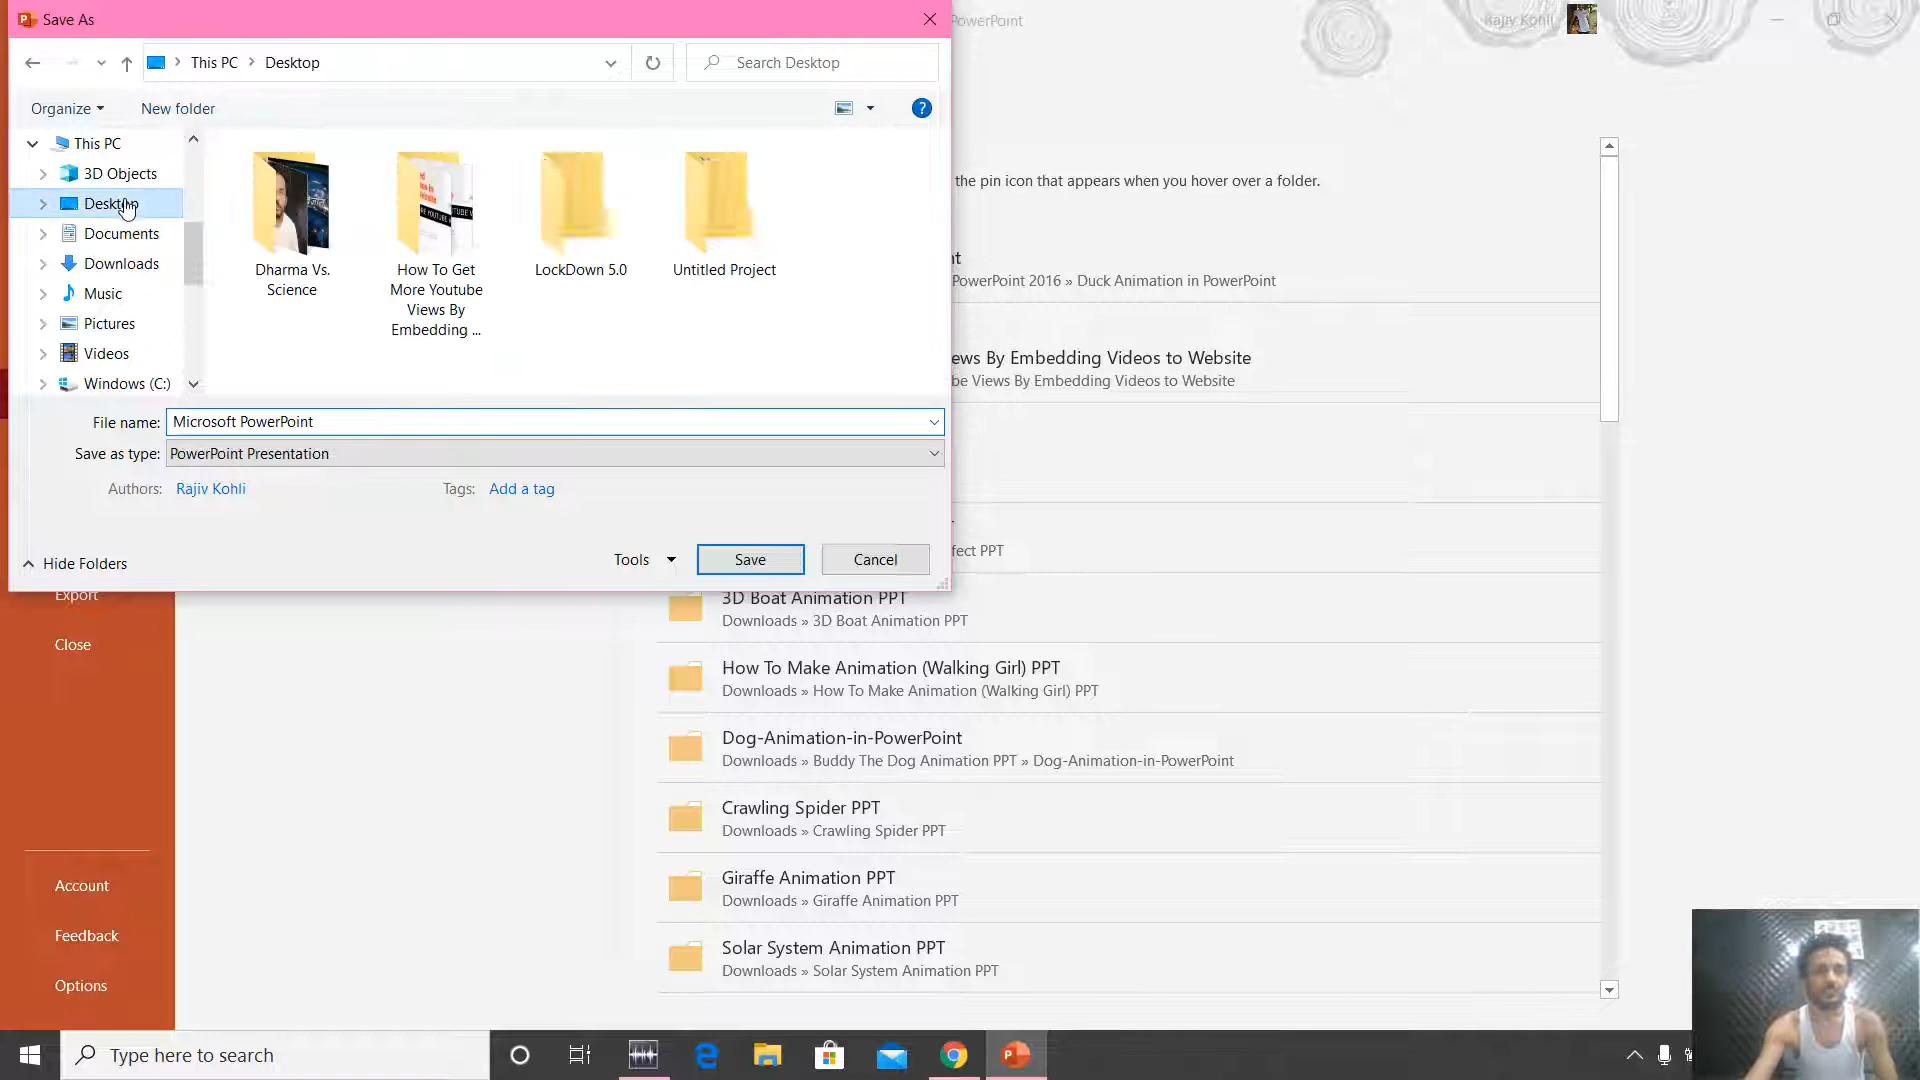 Save As
PowerPoint
Rajiv Kohli
This PC
Desktop
Search Desktop
Organize
New folder
?
This PC
3D Objects
Desktop
Documents
Downloads
Music
Pictures
Videos
Windows (C:)
Dharma Vs.
Science
How To Get
More Youtube
Views By
Embedding ...
LockDown 5.0
Untitled Project
File name: Microsoft PowerPoint
Save as type: PowerPoint Presentation
Authors: Rajiv Kohli
Tags: Add a tag
Hide Folders
Tools
Save
Cancel
the pin icon that appears when you hover over a folder.
nt
PowerPoint 2016 » Duck Animation in PowerPoint
ews By Embedding Videos to Website
be Views By Embedding Videos to Website
fect PPT
3D Boat Animation PPT
Downloads » 3D Boat Animation PPT
How To Make Animation (Walking Girl) PPT
Downloads » How To Make Animation (Walking Girl) PPT
Dog-Animation-in-PowerPoint
Downloads » Buddy The Dog Animation PPT » Dog-Animation-in-PowerPoint
Crawling Spider PPT
Downloads » Crawling Spider PPT
Giraffe Animation PPT
Downloads » Giraffe Animation PPT
Solar System Animation PPT
Downloads » Solar System Animation PPT
Export
Close
Account
Feedback
Options
Type here to search